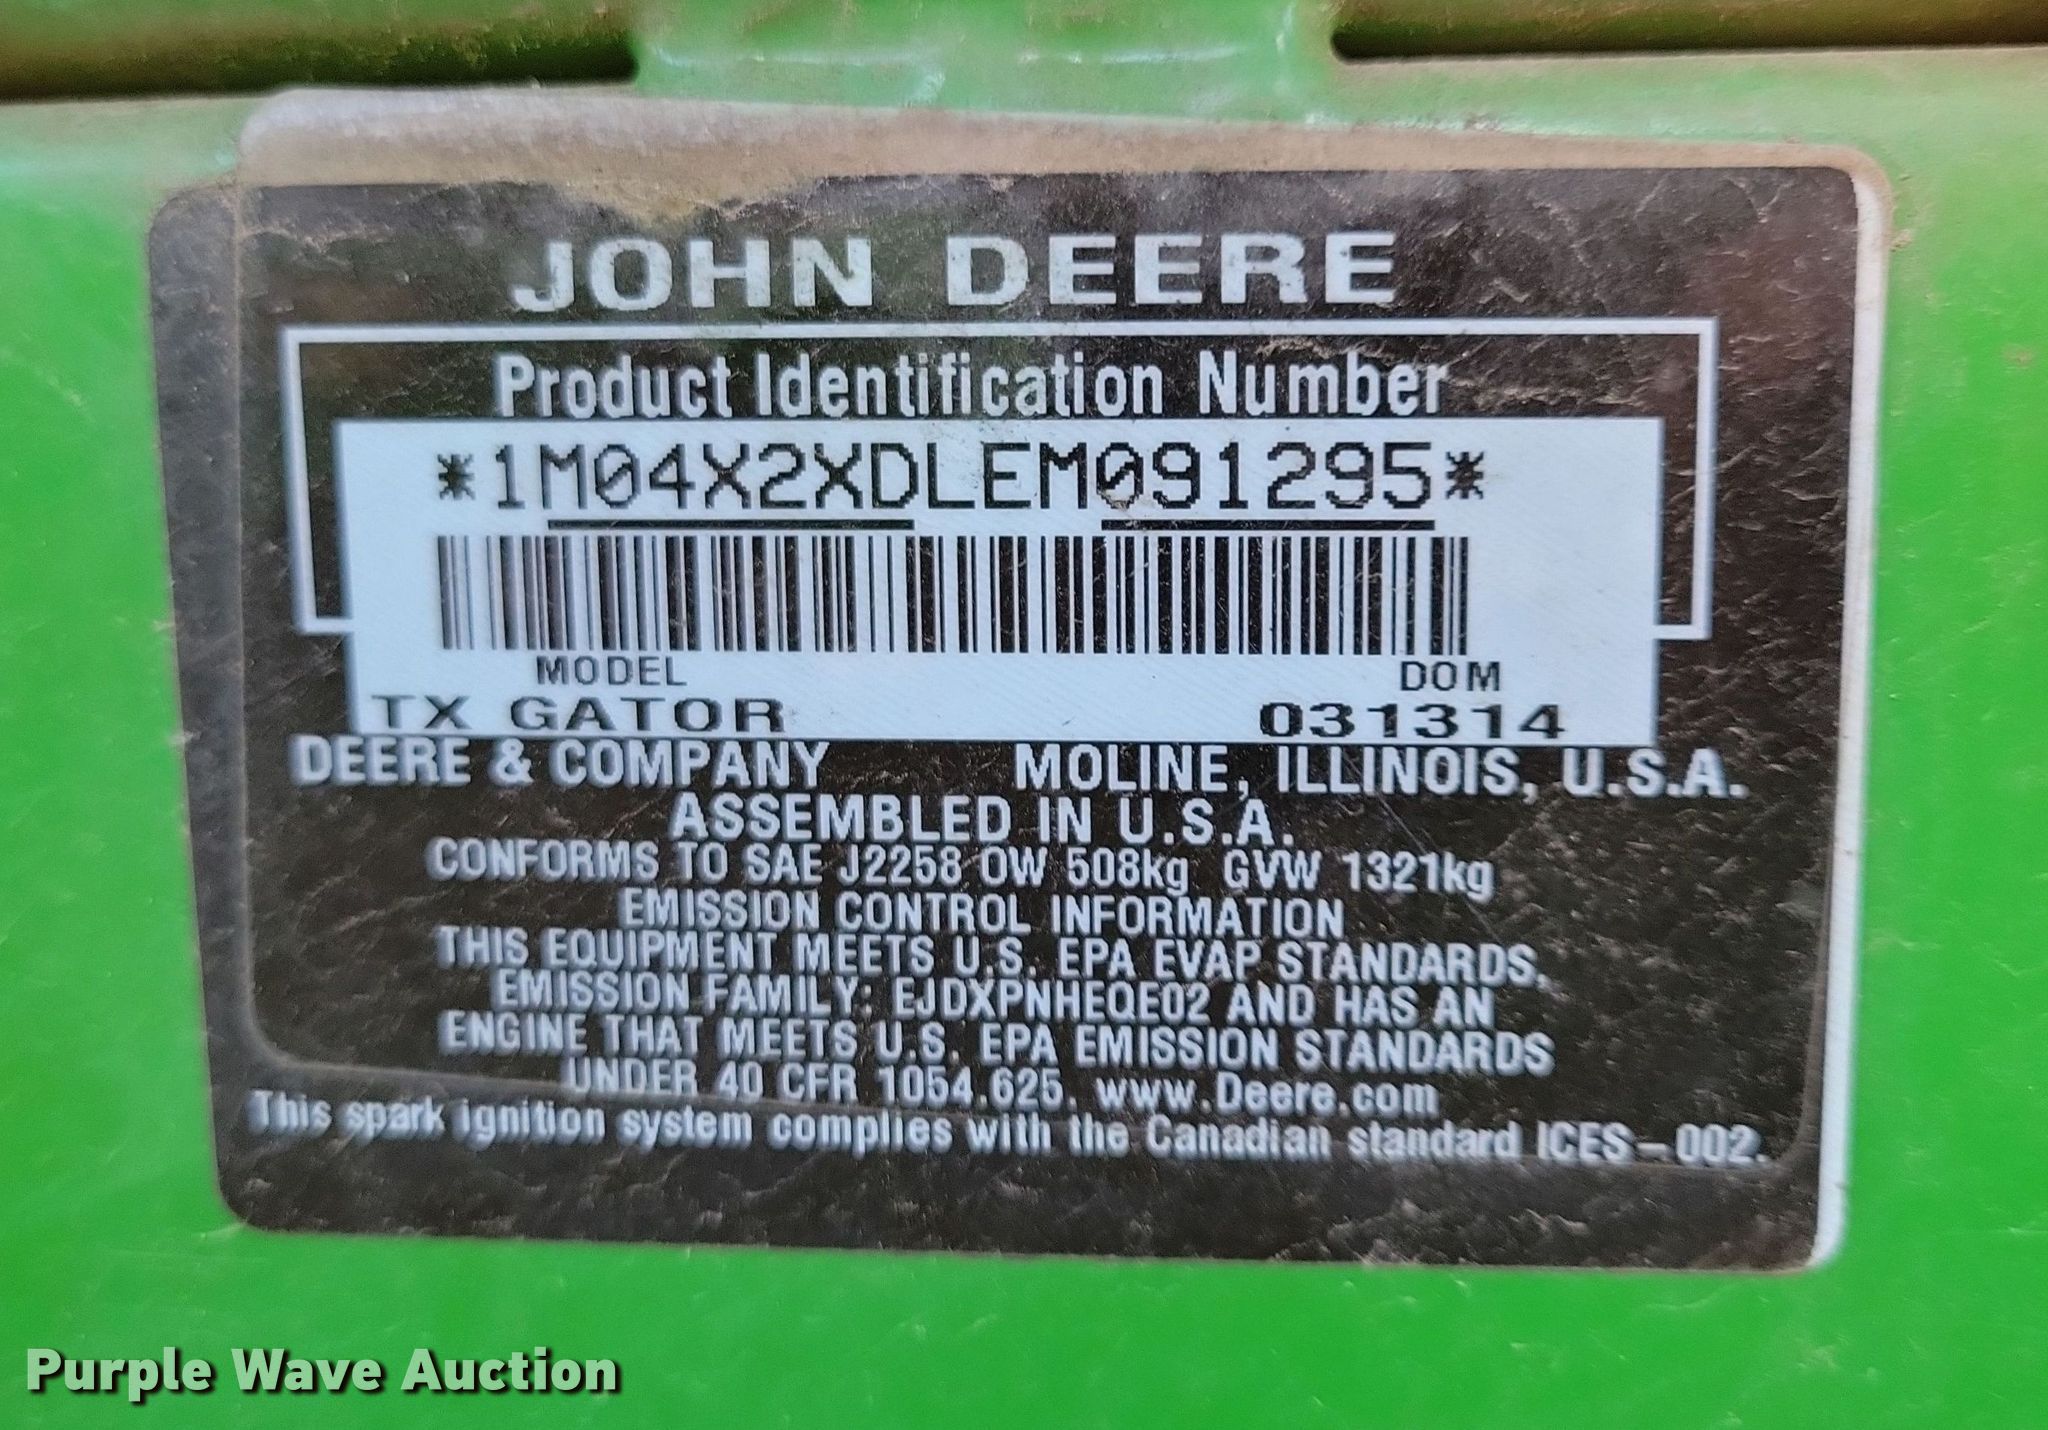 JOHN DEERE
Product Identification Number
*1M04X2XDLEM091295*
MODEL DOM
TX GATOR 031314
DEERE & COMPANY MOLINE, ILLINOIS, U.S.A.
ASSEMBLED IN U.S.A.
CONFORMS TO SAE J2258 OW 508kg GVW 1321kg
EMISSION CONTROL INFORMATION
THIS EQUIPMENT MEETS U.S. EPA EVAP STANDARDS,
EMISSION FAMILY: EJDXPNHEQE02 AND HAS AN
ENGINE THAT MEETS U.S. EPA EMISSION STANDARDS
UNDER 40 CFR 1054.625. www.Deere.com
This spark ignition system complies with the Canadian standard ICES-002.
Purple Wave Auction